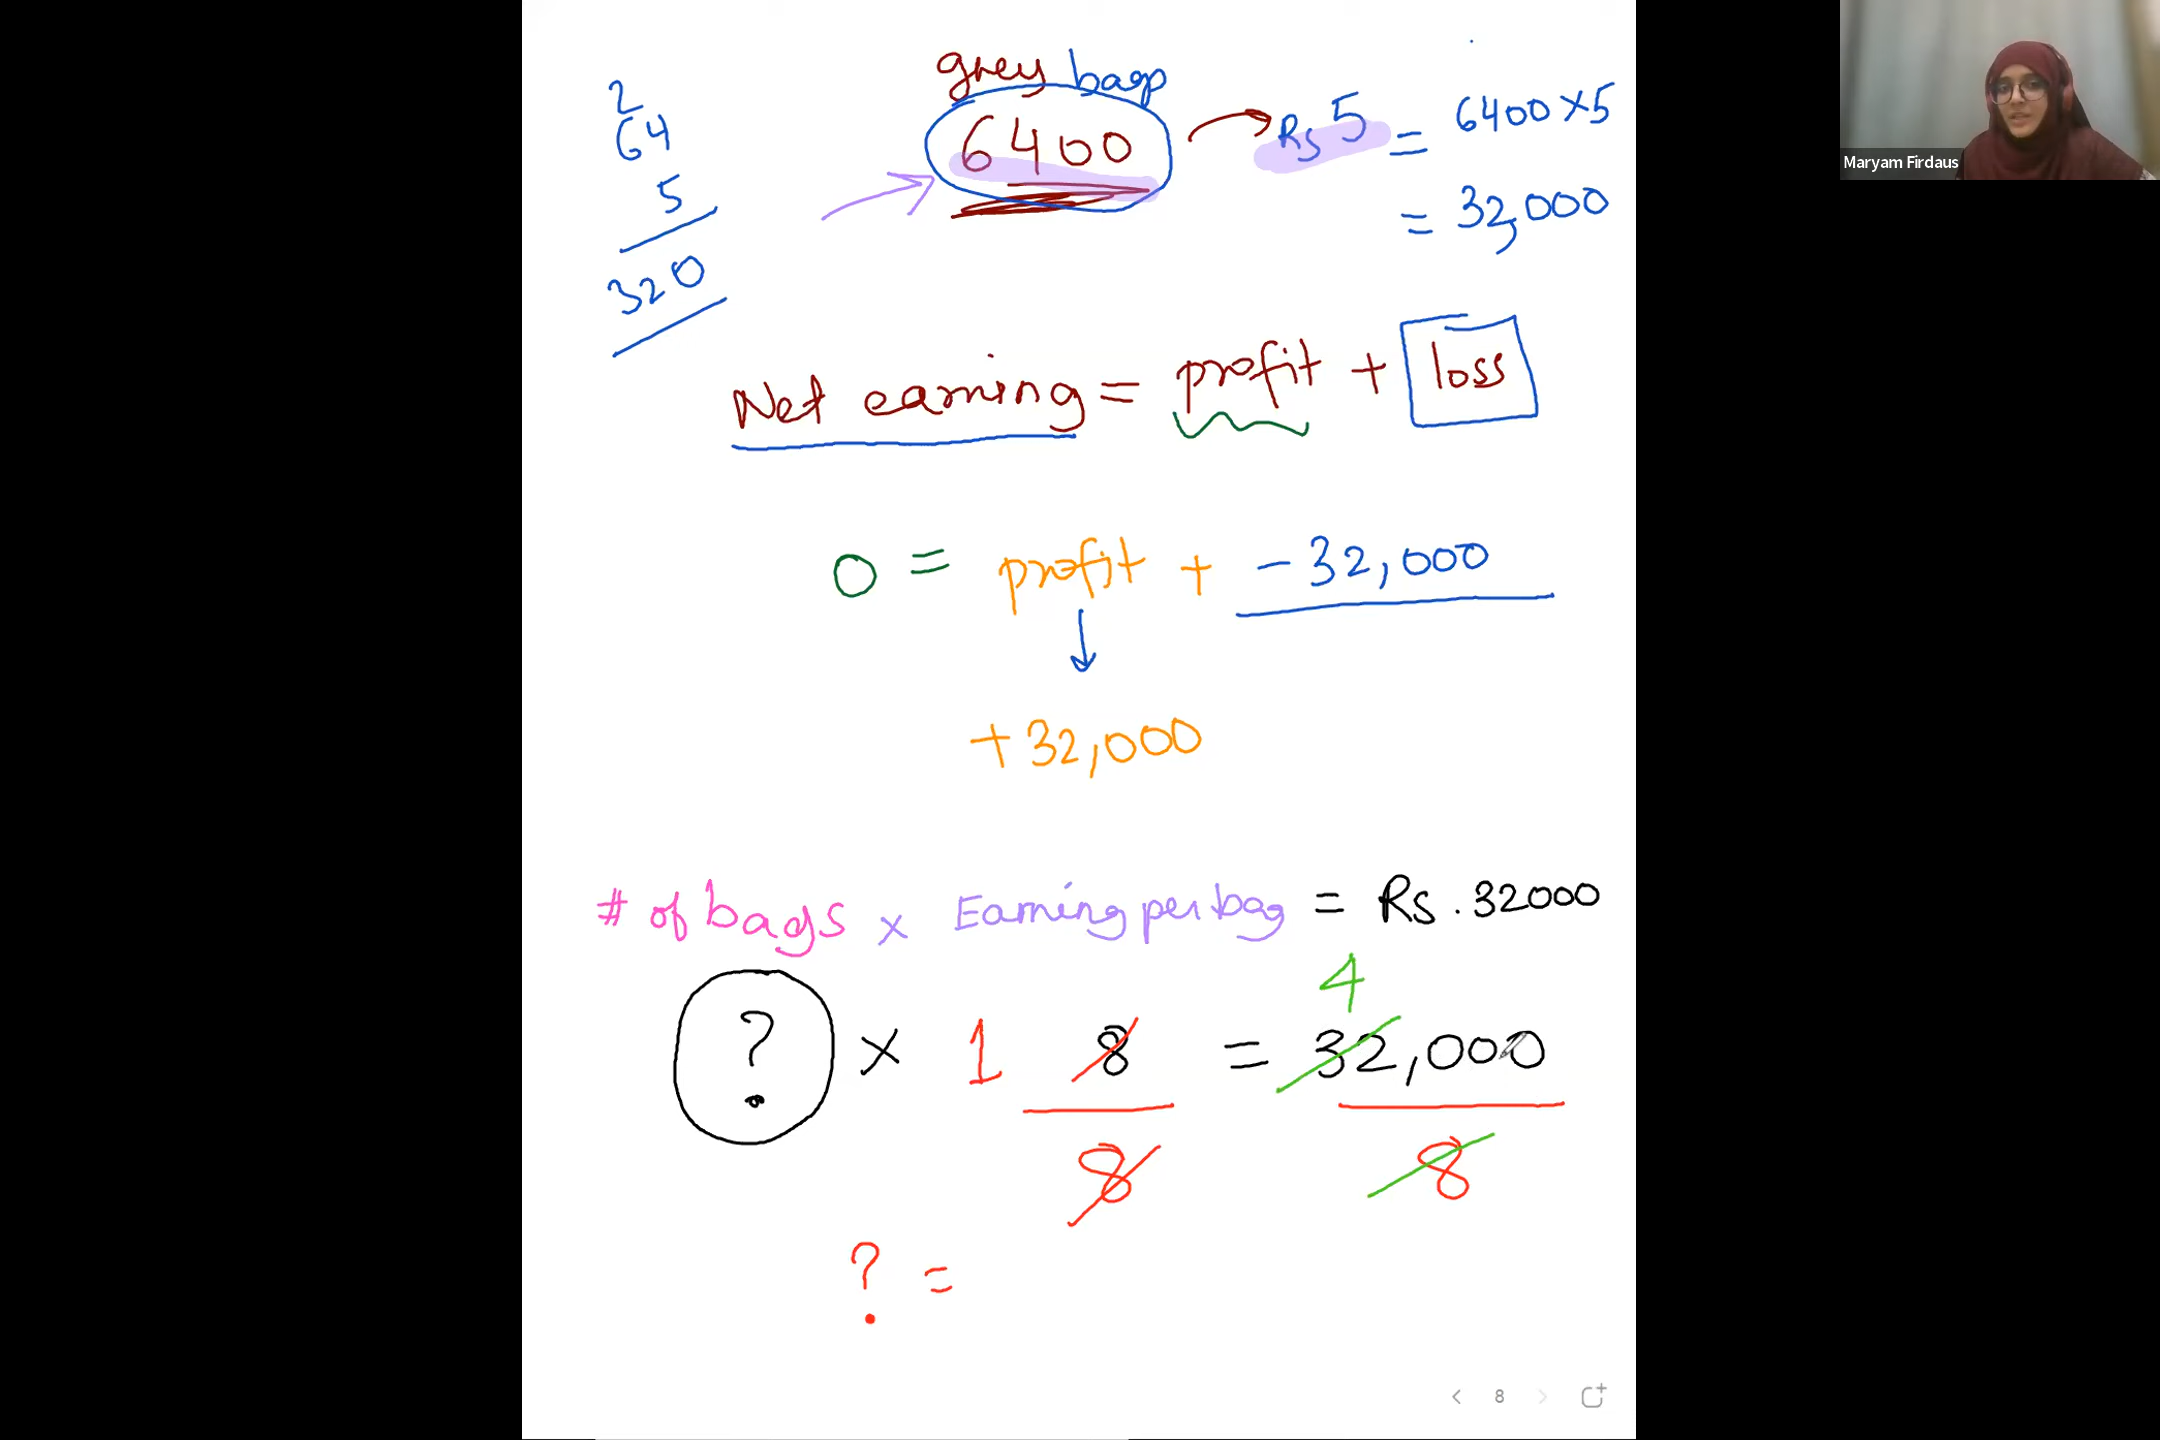 grey bags
2
64
5
320
6400
Rs 5 = 6400 x 5
= 32,000
Maryam Firdaus
Net earning = profit + loss
0 = profit + - 32,000
+ 32,000
# of bags x Earning per bag = Rs. 32000
4
? x 1 8 = 32,000
8 8
? =
8